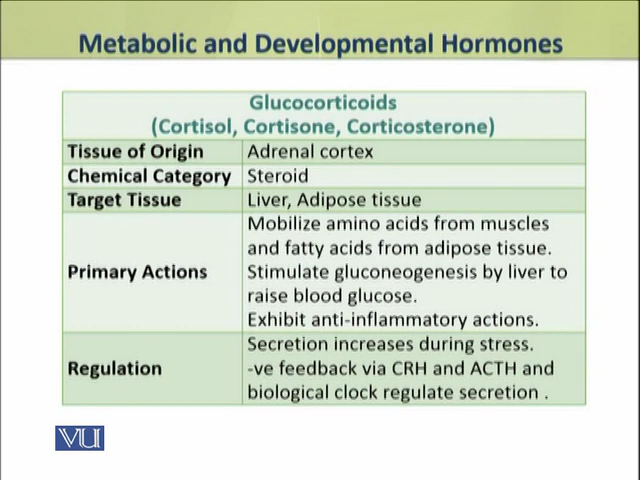 Metabolic and Developmental Hormones
Glucocorticoids
(Cortisol, Cortisone, Corticosterone)
Tissue of Origin Adrenal cortex
Chemical Category Steroid
Target Tissue Liver, Adipose tissue
Primary Actions Mobilize amino acids from muscles
and fatty acids from adipose tissue.
Stimulate gluconeogenesis by liver to
raise blood glucose.
Exhibit anti-inflammatory actions.
Regulation Secretion increases during stress.
-ve feedback via CRH and ACTH and
biological clock regulate secretion .
VU